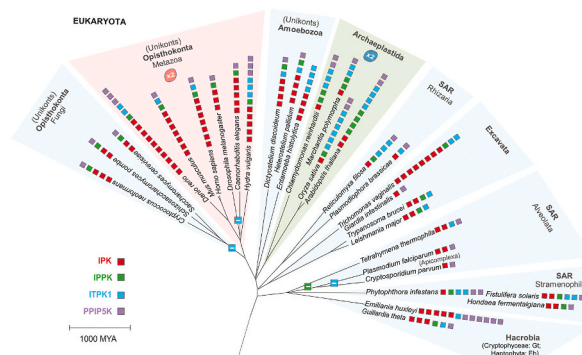 EUKARYOTA
(Unikonts)
Opisthokonta
Metazoa
x2
(Unikonts)
Amoebozoa
Archaeplastida
x2
SAR
Rhizaria
Excavata
SAR
Alveolata
SAR
Stramenophila
Hacrobia
(Cryptophyceae: Gt;
Haptophyta: Eh)
(Unikonts)
Opisthokonta
Fungi
Cryptococcus neoformans
Schizosaccharomyces pombe
Saccharomyces cerevisiae
Danio rerio
Mus musculus
Homo sapiens
Drosophila melanogaster
Caenorhabditis elegans
Hydra vulgaris
Dictyostelium discoideum
Heterostelium pallidum
Entamoeba histolytica
Chlamydomonas reinhardtii
Marchantia polymorpha
Oryza sativa
Arabidopsis thaliana
Reticulomyxa filosa
Plasmodiophora brassicae
Trichomonas vaginalis
Giardia intestinalis
Trypanosoma brucei
Leishmania major
Tetrahymena thermophila
Plasmodium falciparum
(Apicomplexa)
Cryptosporidium parvum
Phytophthora infestans
Fistulifera solaris
Hondaea fermentalgiana
Emiliania huxleyi
Guillardia theta
IPK
IPPK
ITPK1
PPIP5K
1000 MYA